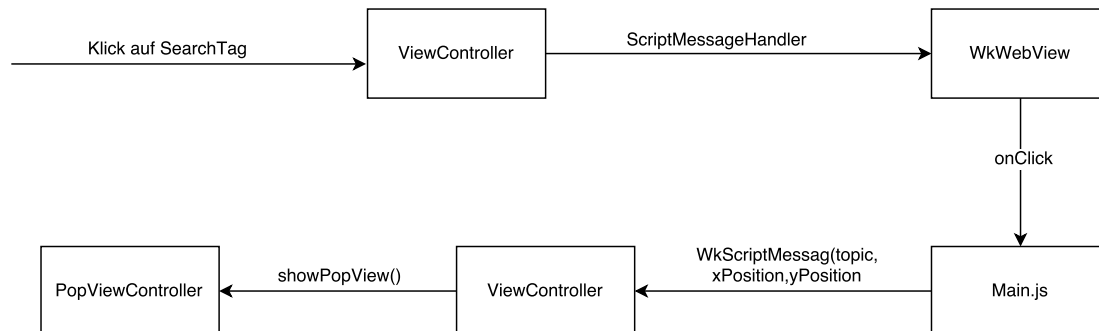 Klick auf SearchTag
ViewController
ScriptMessageHandler
WkWebView
onClick
PopViewController
showPopView()
ViewController
WkScriptMessag(topic,
xPosition,yPosition
Main.js